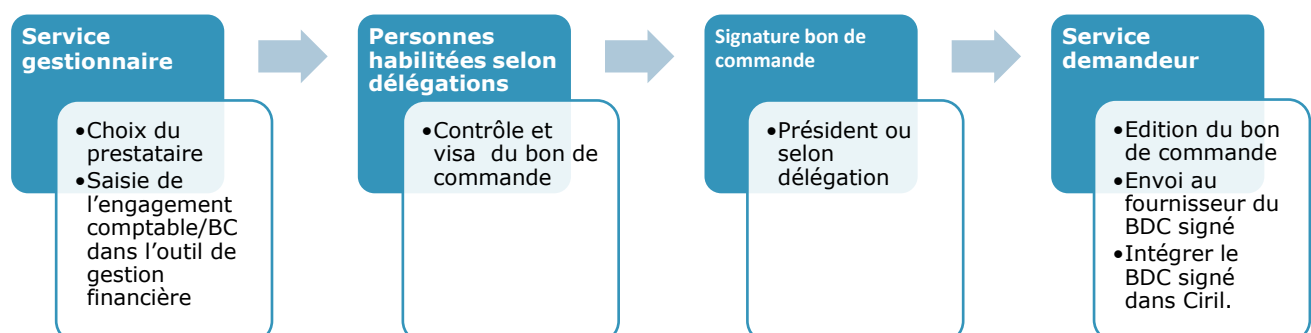 Service
gestionnaire
•Choix du
prestataire
•Saisie de
l’engagement
comptable/BC
dans l’outil de
gestion
financière
Personnes
habilitées selon
délégations
•Contrôle et
visa  du bon de
commande
Signature bon de
commande
•Président ou
selon
délégation
Service
demandeur
•Edition du bon
de commande
•Envoi au
fournisseur du
BDC signé
•Intégrer le
BDC signé
dans Ciril.